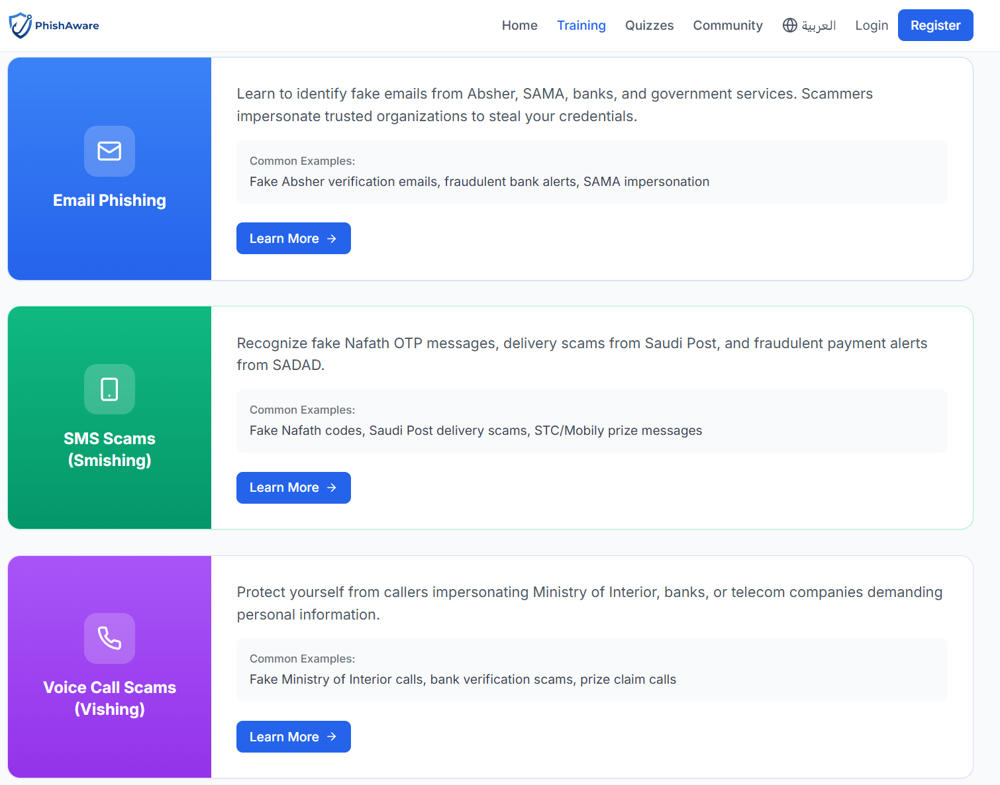 PhishAware
Home
Training
Quizzes
Community
العربية
Login
Register
Email Phishing
Learn to identify fake emails from Absher, SAMA, banks, and government services. Scammers
impersonate trusted organizations to steal your credentials.
Common Examples:
Fake Absher verification emails, fraudulent bank alerts, SAMA impersonation
Learn More
SMS Scams
(Smishing)
Recognize fake Nafath OTP messages, delivery scams from Saudi Post, and fraudulent payment alerts
from SADAD.
Common Examples:
Fake Nafath codes, Saudi Post delivery scams, STC/Mobily prize messages
Learn More
Voice Call Scams
(Vishing)
Protect yourself from callers impersonating Ministry of Interior, banks, or telecom companies demanding
personal information.
Common Examples:
Fake Ministry of Interior calls, bank verification scams, prize claim calls
Learn More